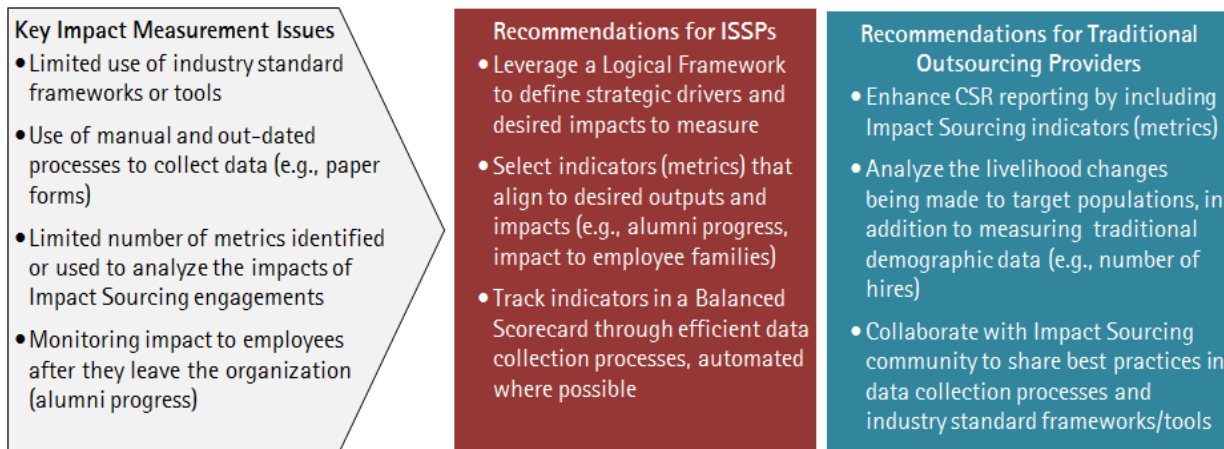 Key Impact Measurement Issues
• Limited use of industry standard
frameworks or tools
• Use of manual and out-dated
processes to collect data (e.g., paper
forms)
• Limited number of metrics identified
or used to analyze the impacts of
Impact Sourcing engagements
• Monitoring impact to employees
after they leave the organization
(alumni progress)
Recommendations for ISSPs
• Leverage a Logical Framework
to define strategic drivers and
desired impacts to measure
• Select indicators (metrics) that
align to desired outputs and
impacts (e.g., alumni progress,
impact to employee families)
• Track indicators in a Balanced
Scorecard through efficient data
collection processes, automated
where possible
Recommendations for Traditional
Outsourcing Providers
• Enhance CSR reporting by including
Impact Sourcing indicators (metrics)
• Analyze the livelihood changes
being made to target populations, in
addition to measuring traditional
demographic data (e.g., number of
hires)
• Collaborate with Impact Sourcing
community to share best practices in
data collection processes and
industry standard frameworks/tools